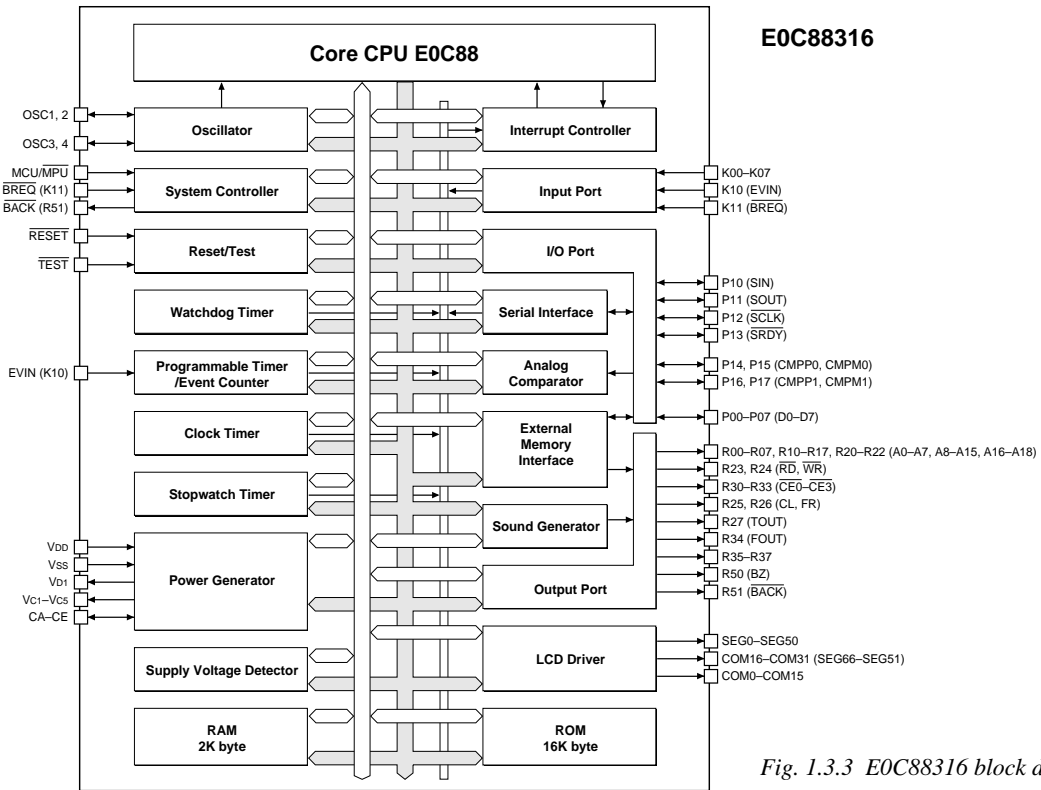 E0C88316
Core CPU E0C88
OSC1, 2
OSC3, 4
Oscillator
Interrupt Controller
MCU/MPU
BREQ (K11)
BACK (R51)
System Controller
Input Port
K00–K07
K10 (EVIN)
K11 (BREQ)
RESET
TEST
Reset/Test
I/O Port
P10 (SIN)
P11 (SOUT)
P12 (SCLK)
P13 (SRDY)
Watchdog Timer
Serial Interface
EVIN (K10)
Programmable Timer
/Event Counter
Analog
Comparator
P14, P15 (CMPP0, CMPM0)
P16, P17 (CMPP1, CMPM1)
P00–P07 (D0–D7)
Clock Timer
External
Memory
Interface
R00–R07, R10–R17, R20–R22 (A0–A7, A8–A15, A16–A18)
R23, R24 (RD, WR)
R30–R33 (CE0–CE3)
R25, R26 (CL, FR)
R27 (TOUT)
R34 (FOUT)
R35–R37
R50 (BZ)
R51 (BACK)
Stopwatch Timer
Sound Generator
VDD
VSS
VD1
VC1–VC5
CA–CE
Power Generator
Output Port
Supply Voltage Detector
LCD Driver
SEG0–SEG50
COM16–COM31 (SEG66–SEG51)
COM0–COM15
RAM
2K byte
ROM
16K byte
Fig. 1.3.3 E0C88316 block d